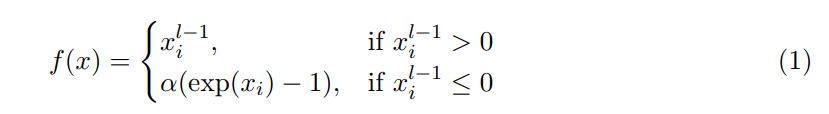 f(x) = { x_i^{l-1}, if x_i^{l-1} > 0
α(exp(x_i) − 1), if x_i^{l-1} ≤ 0 (1)